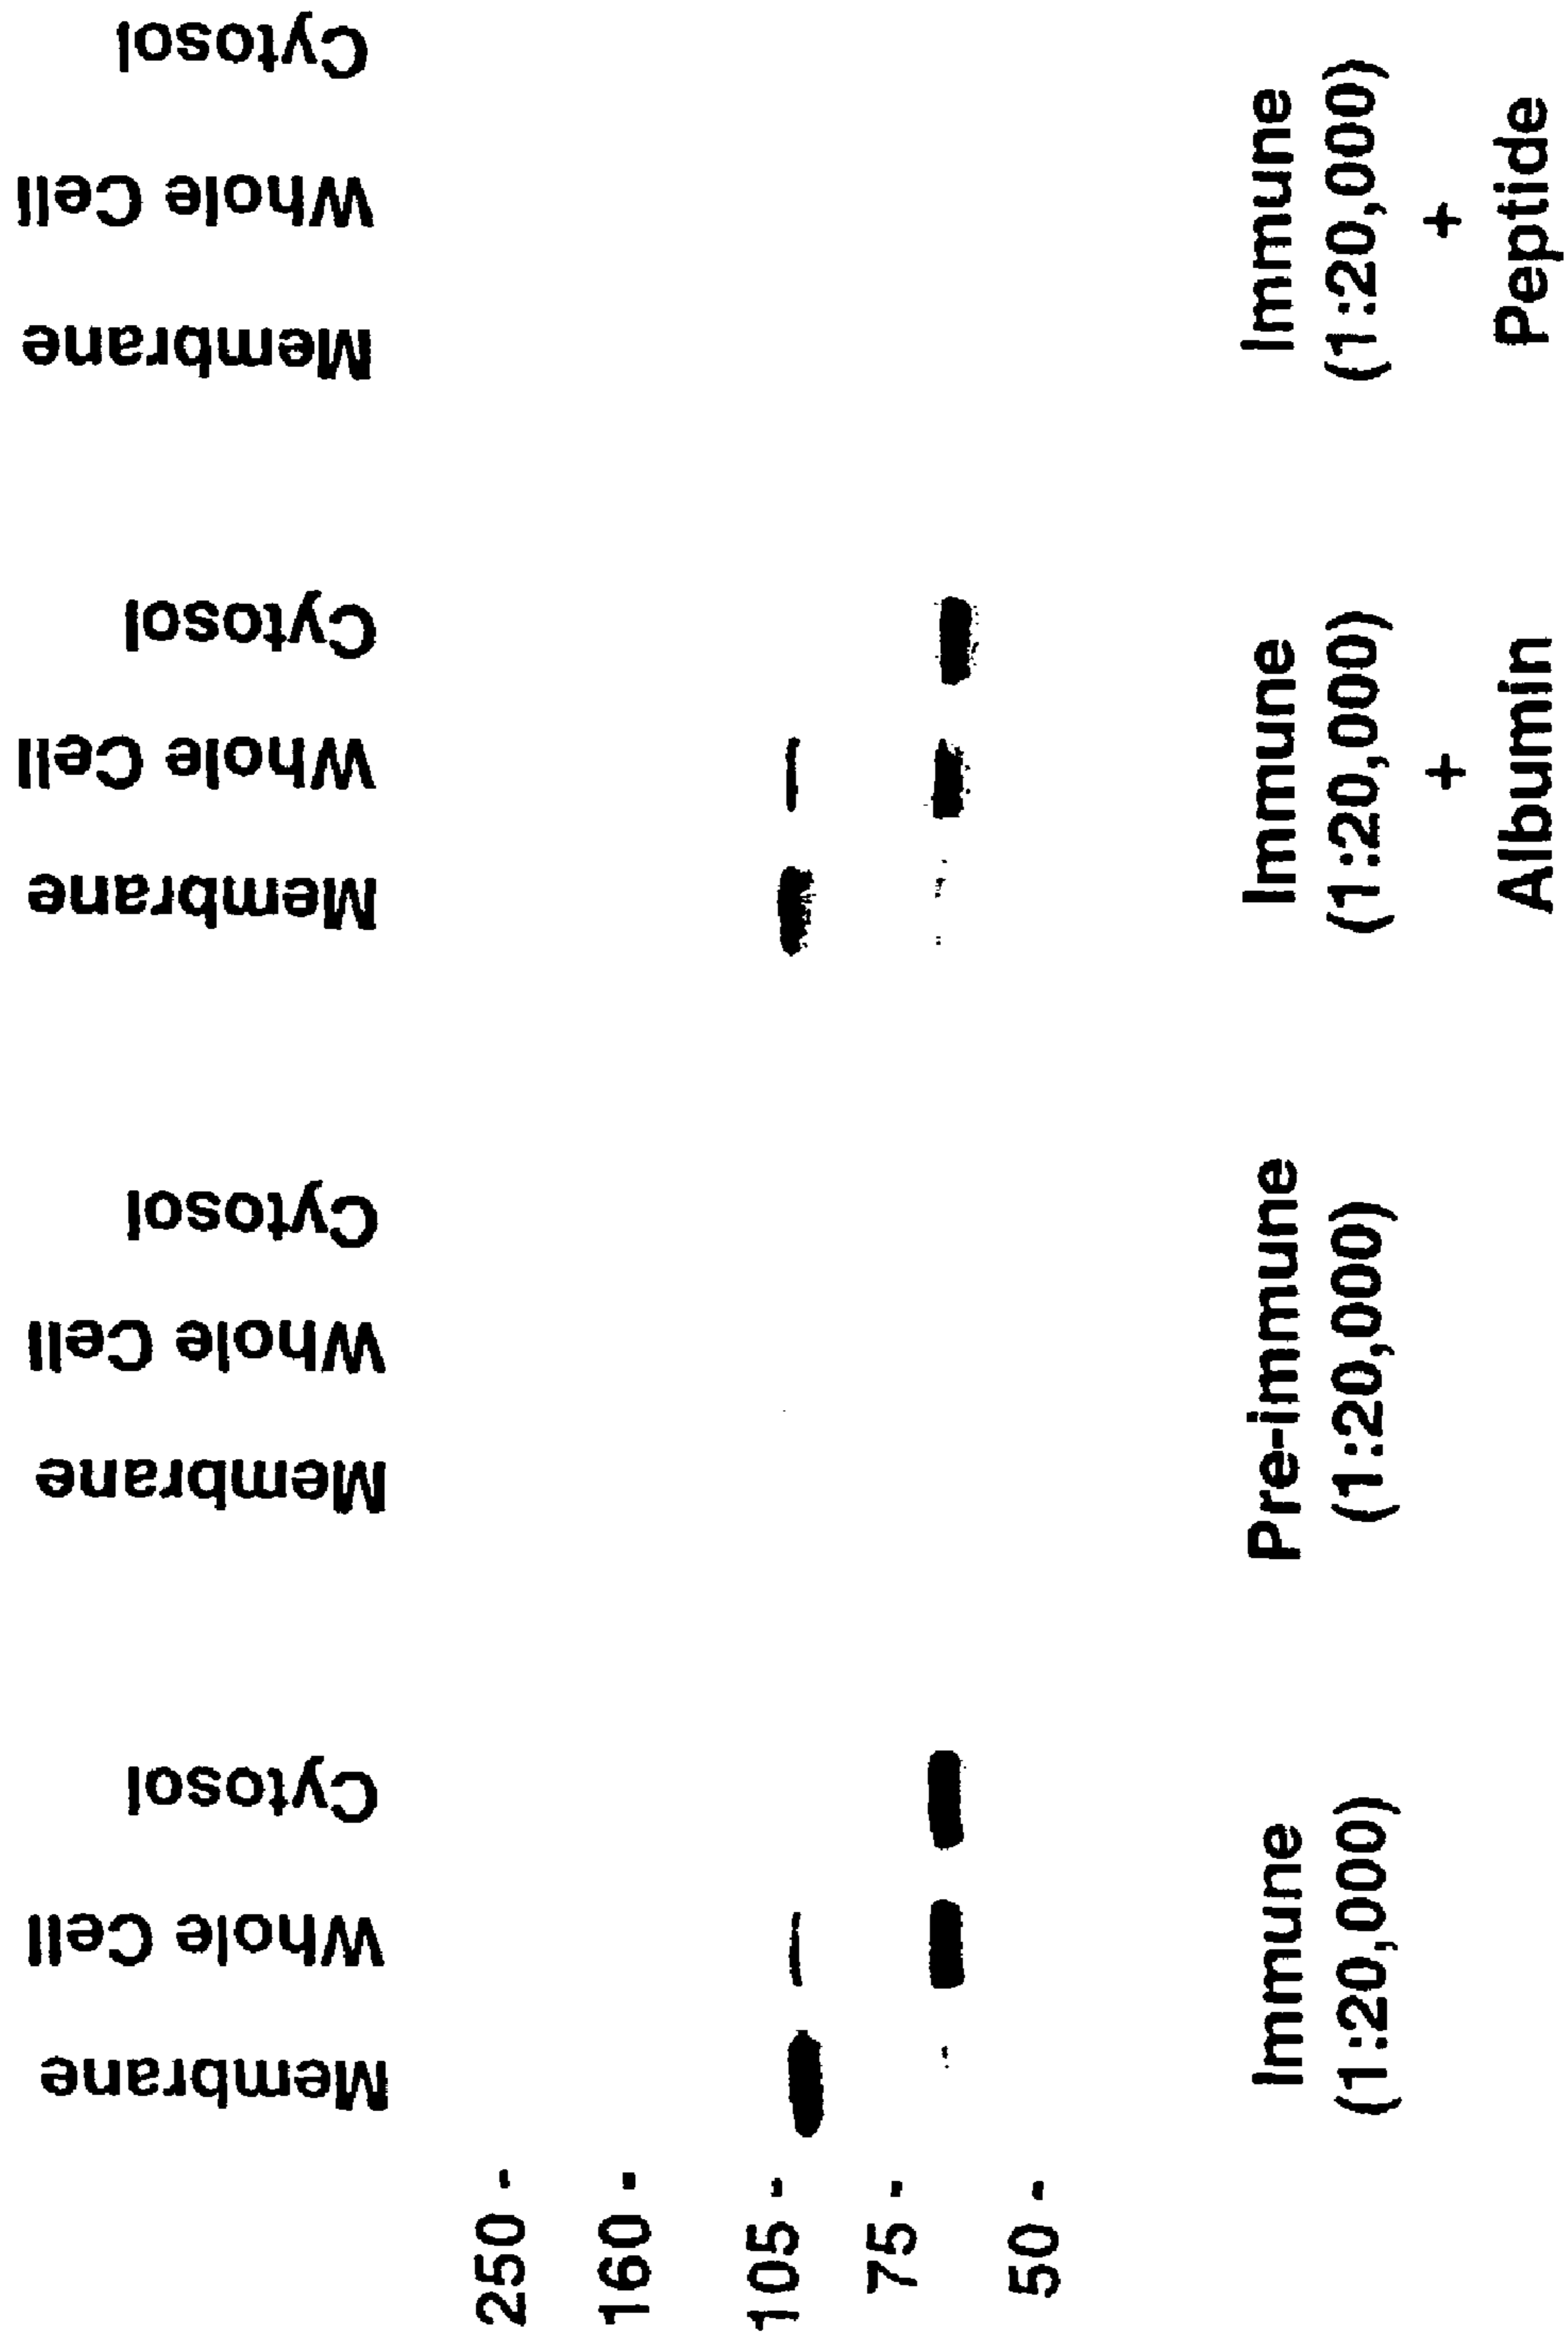 Membrane
Whole Cell
Cytosol
Membrane
Whole Cell
Cytosol
Membrane
Whole Cell
Cytosol
Membrane
Whole Cell
Cytosol
250 -
160 -
105 -
75 -
50 -
Immune
(1:20,000)
Pre-immune
(1:20,000)
Immune
(1:20,000)
+
Albumin
Immune
(1:20,000)
+
Peptide